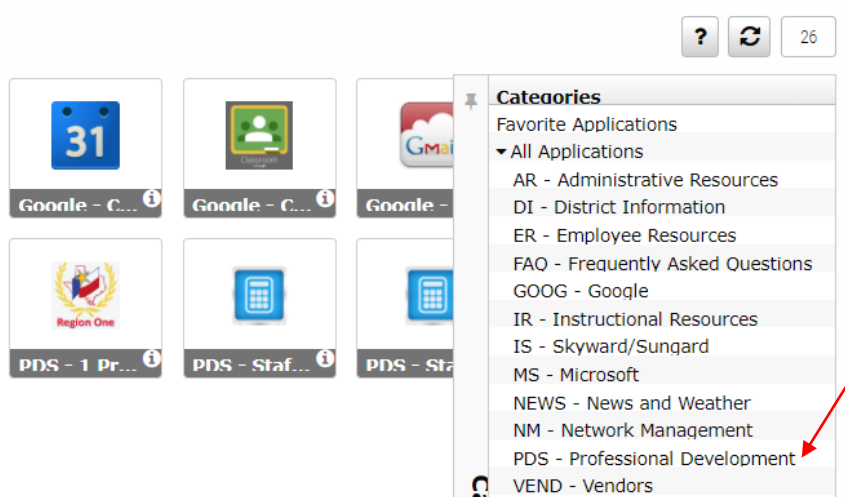 ? 26
31
Classroom
GMai
Google - C...
Google - C...
Google -
Region One
PDS - 1 Pr...
PDS - Staf...
PDS - Sta
Categories
Favorite Applications
All Applications
AR - Administrative Resources
DI - District Information
ER - Employee Resources
FAQ - Frequently Asked Questions
GOOG - Google
IR - Instructional Resources
IS - Skyward/Sungard
MS - Microsoft
NEWS - News and Weather
NM - Network Management
PDS - Professional Development
VEND - Vendors